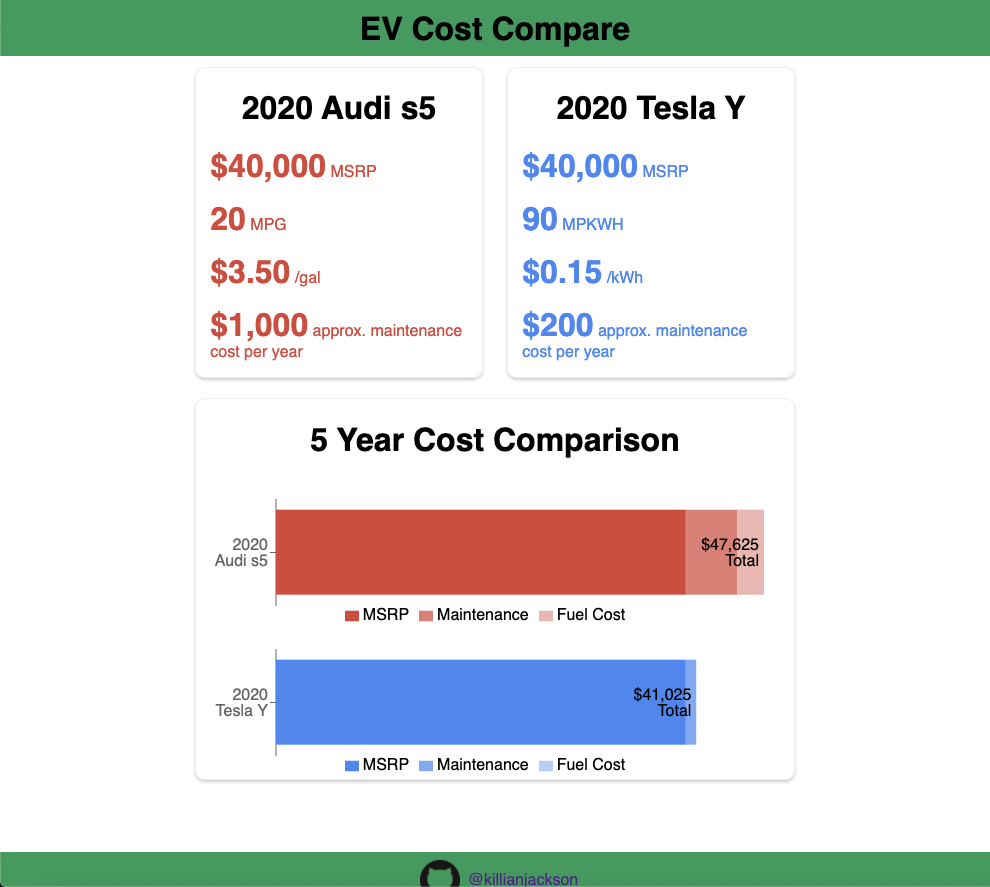 EV Cost Compare
2020 Audi s5
$40,000 MSRP
20 MPG
$3.50 /gal
$1,000 approx. maintenance
cost per year
2020 Tesla Y
$40,000 MSRP
90 MPKWH
$0.15 /kWh
$200 approx. maintenance
cost per year
5 Year Cost Comparison
2020
Audi s5
$47,625
Total
MSRP Maintenance Fuel Cost
2020
Tesla Y
$41,025
Total
MSRP Maintenance Fuel Cost
@killianjackson